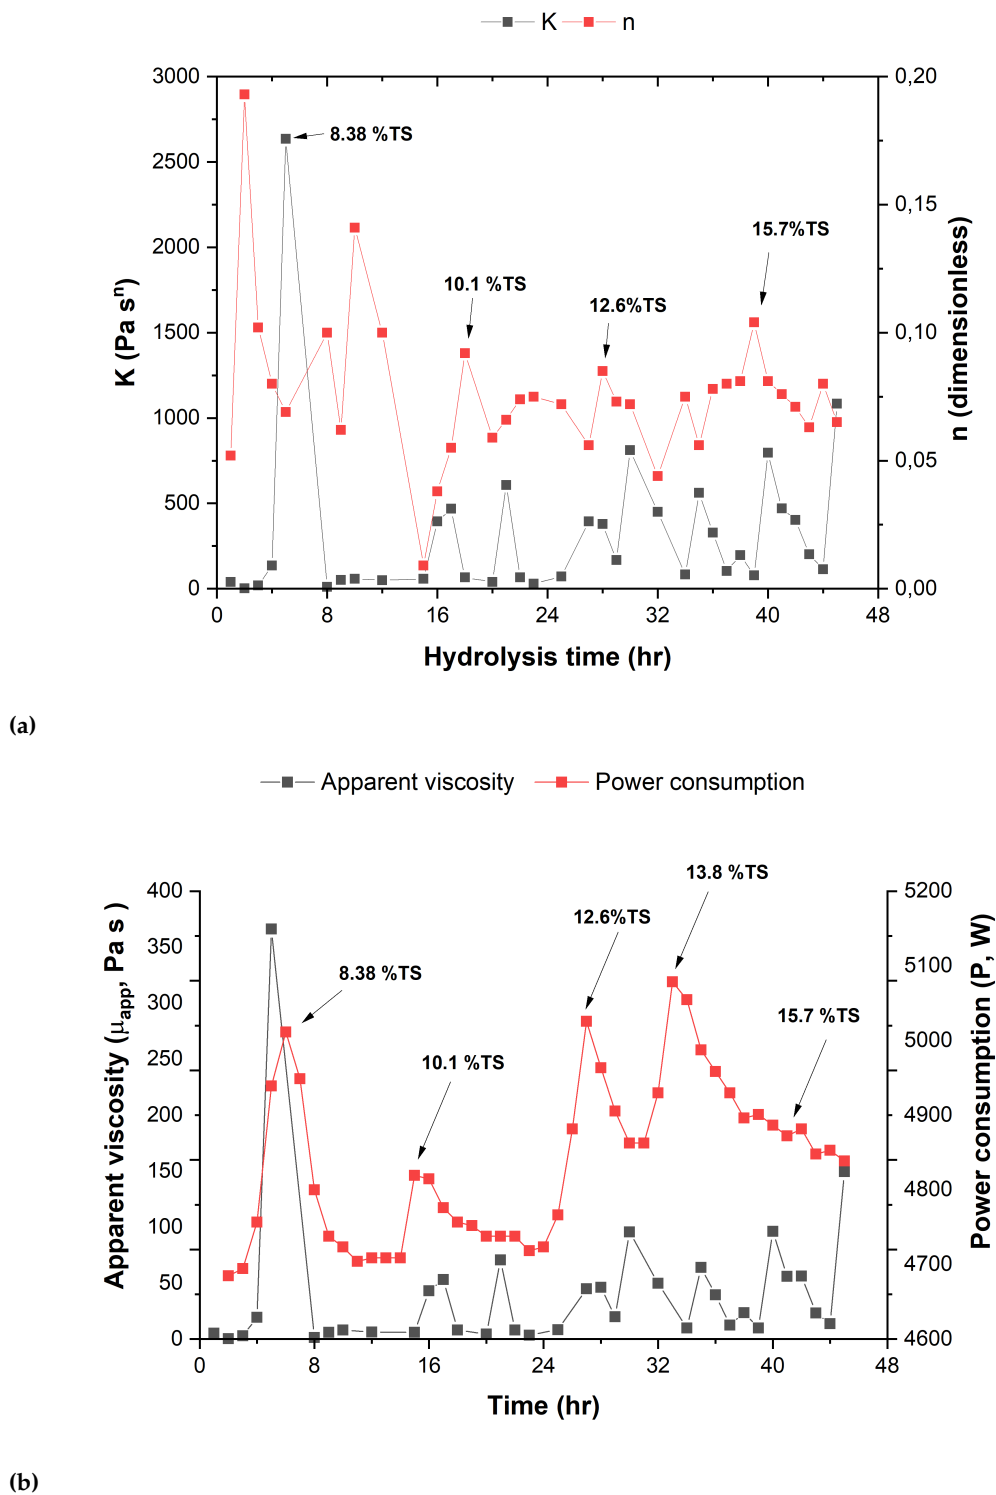 K n
3000
2500
2000
1500
1000
500
0
K (Pa sⁿ)
0,20
0,15
0,10
0,05
0,00
n (dimensionless)
8.38 %TS
10.1 %TS
12.6%TS
15.7%TS
0 8 16 24 32 40 48
Hydrolysis time (hr)
(a)
Apparent viscosity Power consumption
400
350
300
250
200
150
100
50
0
Apparent viscosity (μapp, Pa s )
5200
5100
5000
4900
4800
4700
4600
Power consumption (P, W)
13.8 %TS
12.6%TS
8.38 %TS
15.7 %TS
10.1 %TS
0 8 16 24 32 40 48
Time (hr)
(b)